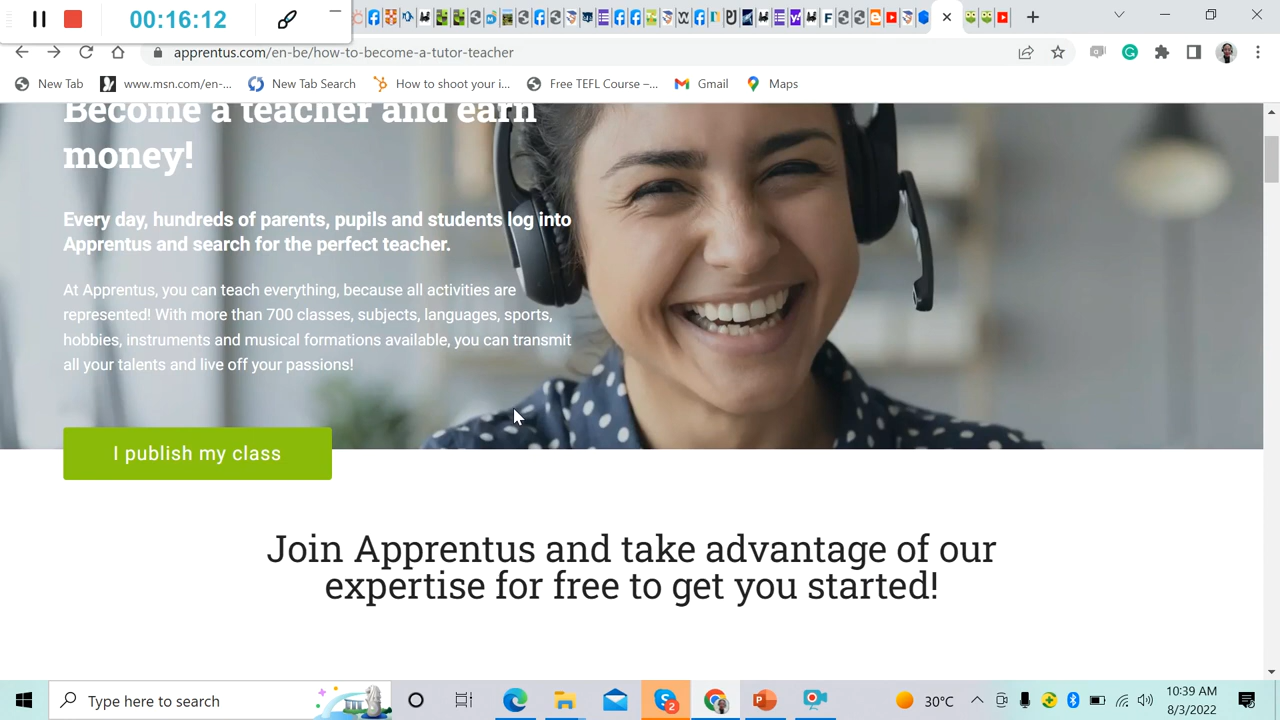 00:16:12
apprentus.com/en-be/how-to-become-a-tutor-teacher
New Tab
www.msn.com/en-...
New Tab Search
How to shoot your i...
Free TEFL Course –...
Gmail
Maps
Become a teacher and earn
money!
Every day, hundreds of parents, pupils and students log into
Apprentus and search for the perfect teacher.
At Apprentus, you can teach everything, because all activities are
represented! With more than 700 classes, subjects, languages, sports,
hobbies, instruments and musical formations available, you can transmit
all your talents and live off your passions!
I publish my class
Join Apprentus and take advantage of our
expertise for free to get you started!
Type here to search
2
30°C
10:39 AM
8/3/2022